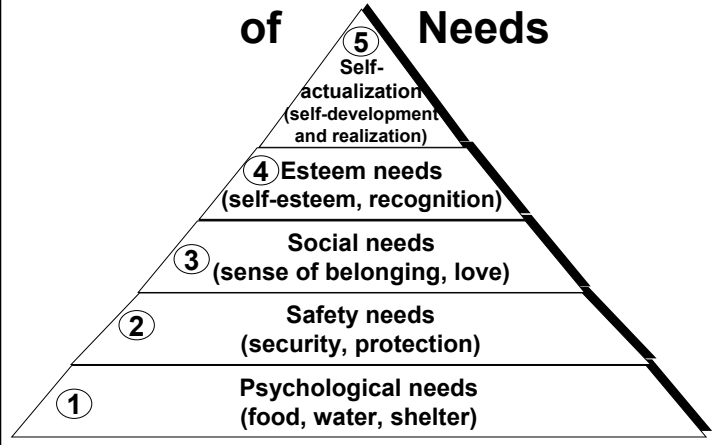 of Needs
5
Self-
actualization
(self-development
and realization)
4 Esteem needs
(self-esteem, recognition)
Social needs
3 (sense of belonging, love)
Safety needs
2
(security, protection)
Psychological needs
1
(food, water, shelter)